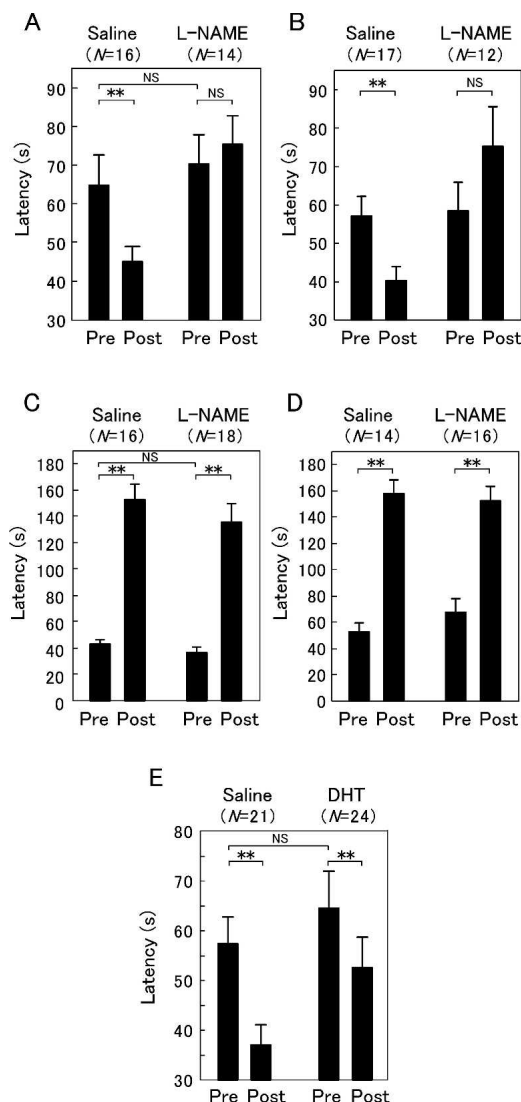 A
Saline L-NAME
(N=16) (N=14)
NS
** NS
90
80
70
60
50
40
30
Latency (s)
Pre Post Pre Post
B
Saline L-NAME
(N=17) (N=12)
** NS
90
80
70
60
50
40
30
Latency (s)
Pre Post Pre Post
C
Saline L-NAME
(N=16) (N=18)
NS
** **
180
160
140
120
100
80
60
40
20
0
Latency (s)
Pre Post Pre Post
D
Saline L-NAME
(N=14) (N=16)
** **
180
160
140
120
100
80
60
40
20
0
Latency (s)
Pre Post Pre Post
E
Saline DHT
(N=21) (N=24)
NS
** **
80
70
60
50
40
30
Latency (s)
Pre Post Pre Post